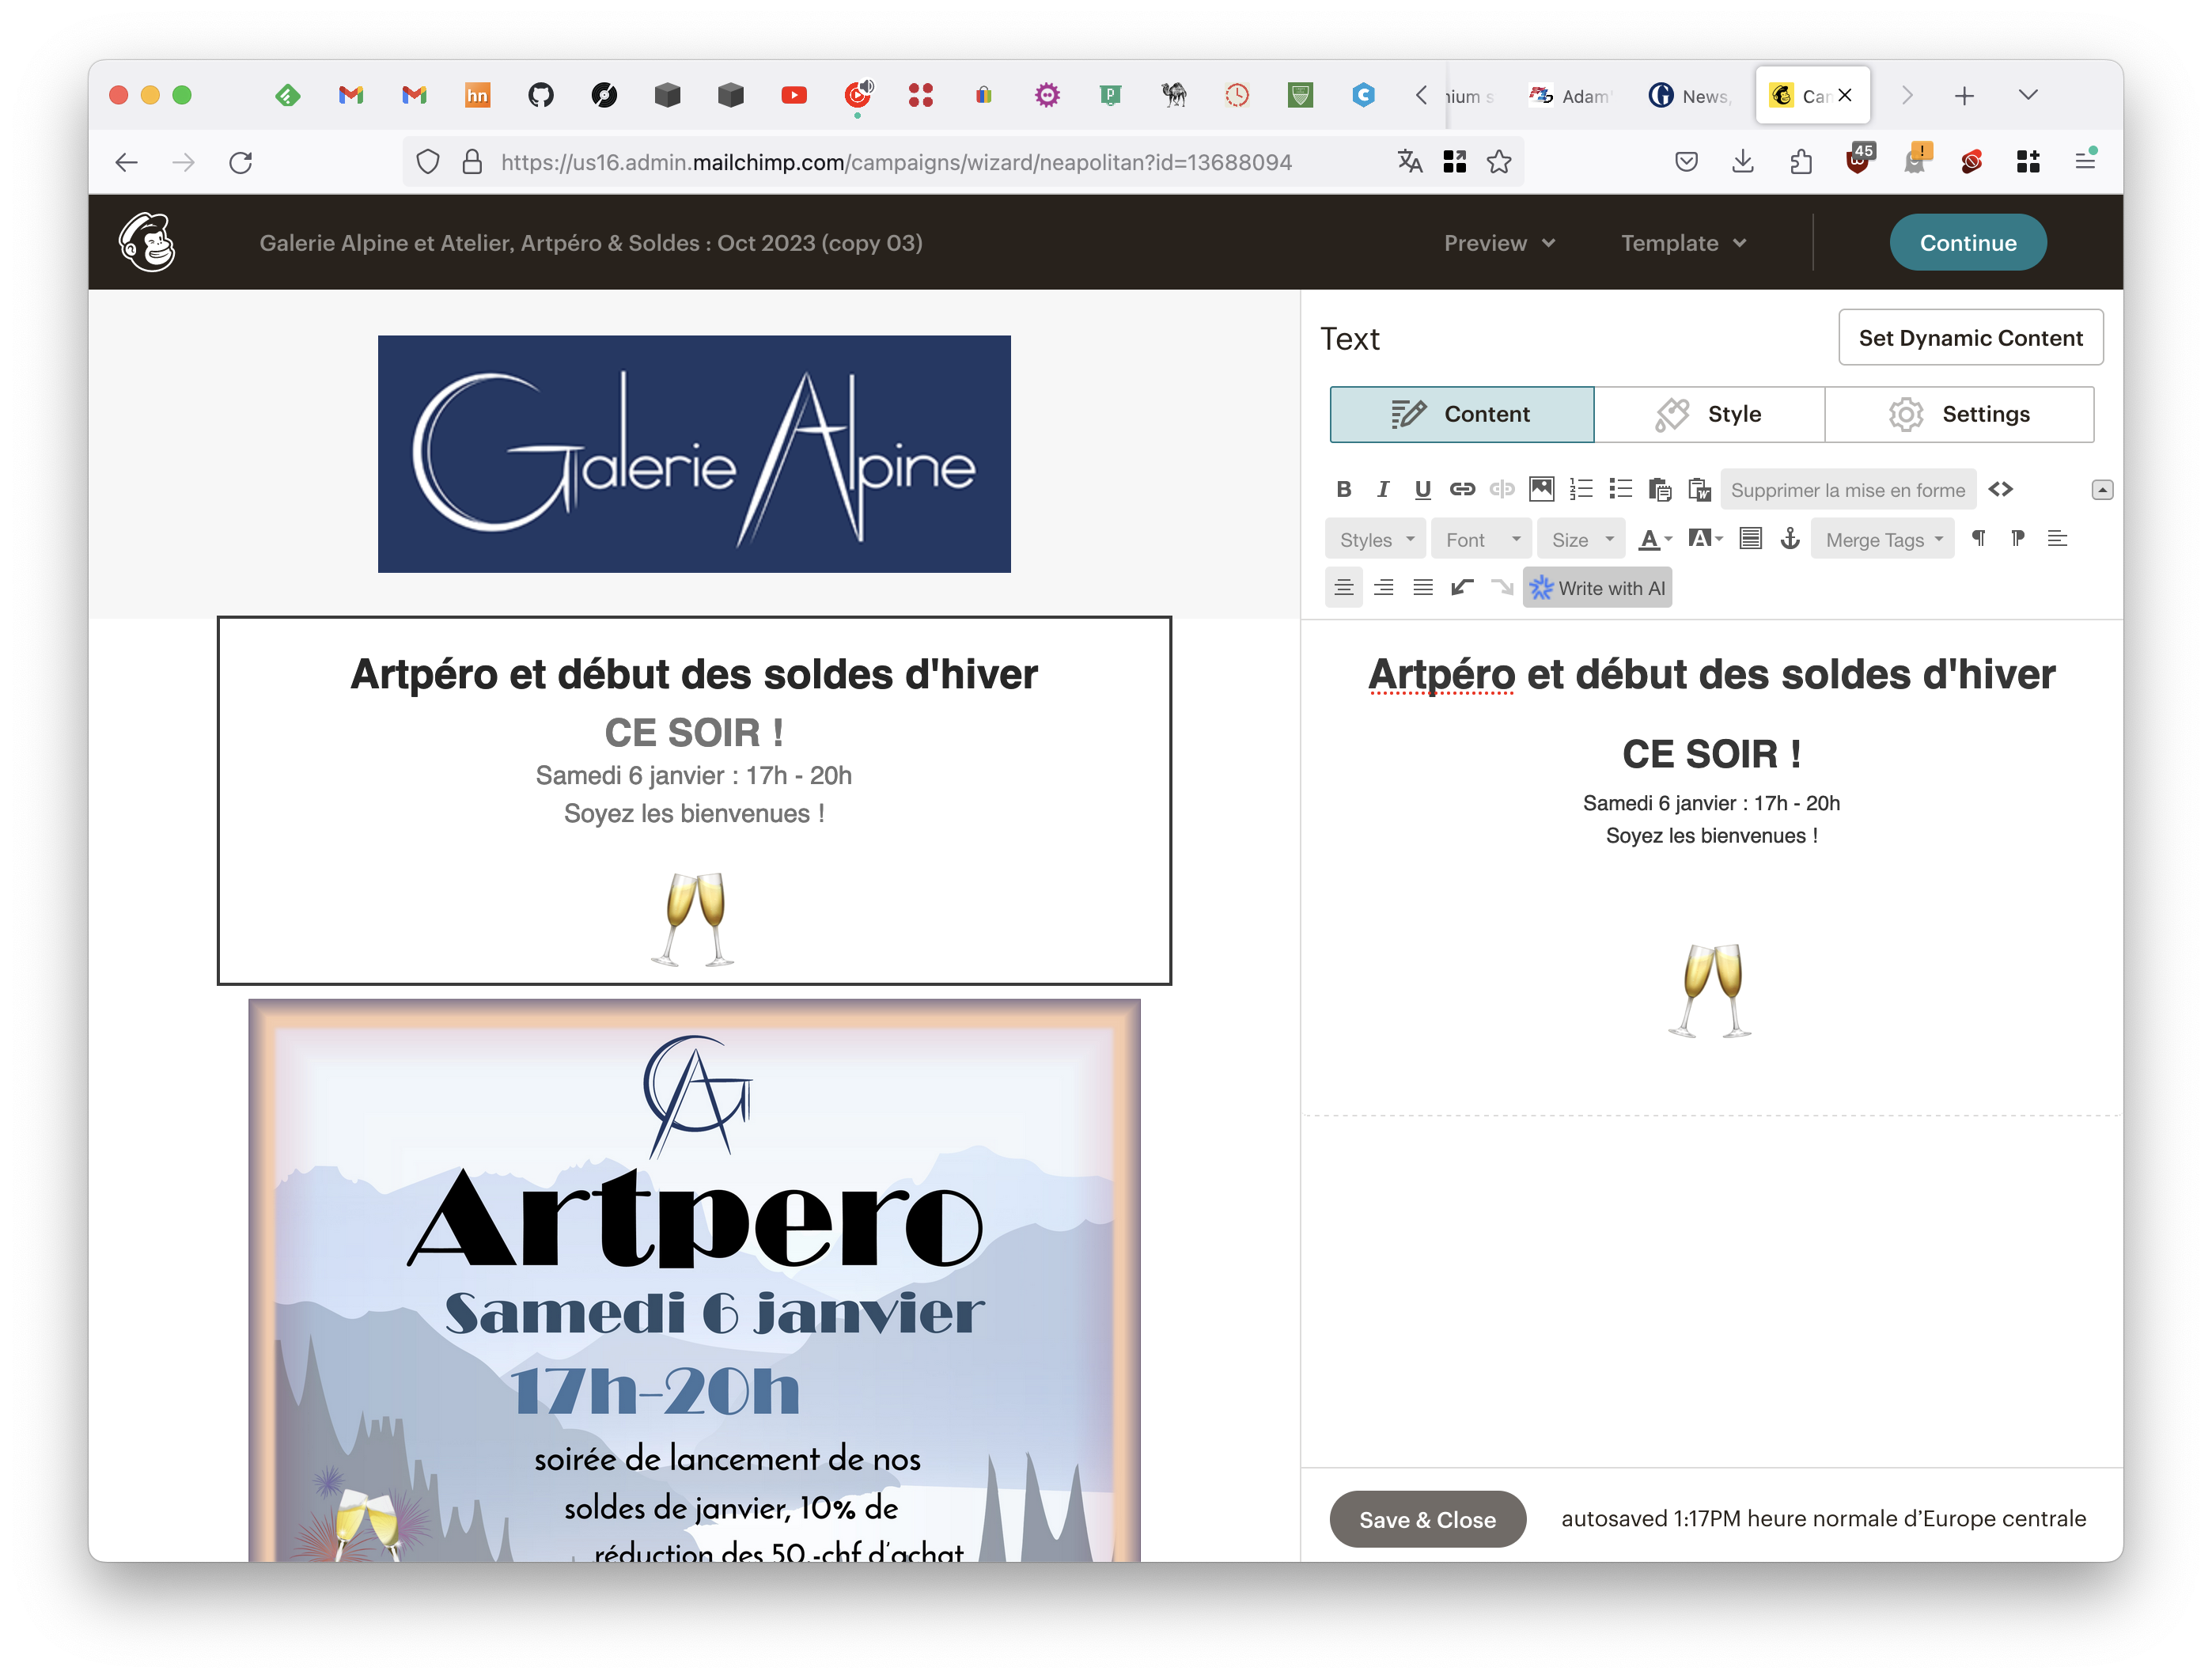 hn
nium s
Adam'
News,
Can
https://us16.admin.mailchimp.com/campaigns/wizard/neapolitan?id=13688094
45
Galerie Alpine et Atelier, Artpéro & Soldes : Oct 2023 (copy 03)
Preview
Template
Continue
Galerie Alpine
Text
Set Dynamic Content
Content
Style
Settings
B I U
Supprimer la mise en forme
Styles
Font
Size
A
A
Merge Tags
Write with AI
Artpéro et début des soldes d'hiver
CE SOIR !
Samedi 6 janvier : 17h - 20h
Soyez les bienvenues !
Artpéro et début des soldes d'hiver
CE SOIR !
Samedi 6 janvier : 17h - 20h
Soyez les bienvenues !
GA
Artpero
Samedi 6 janvier
17h-20h
soirée de lancement de nos
soldes de janvier, 10% de
réduction des 50.-chf d'achat
Save & Close
autosaved 1:17PM heure normale d'Europe centrale